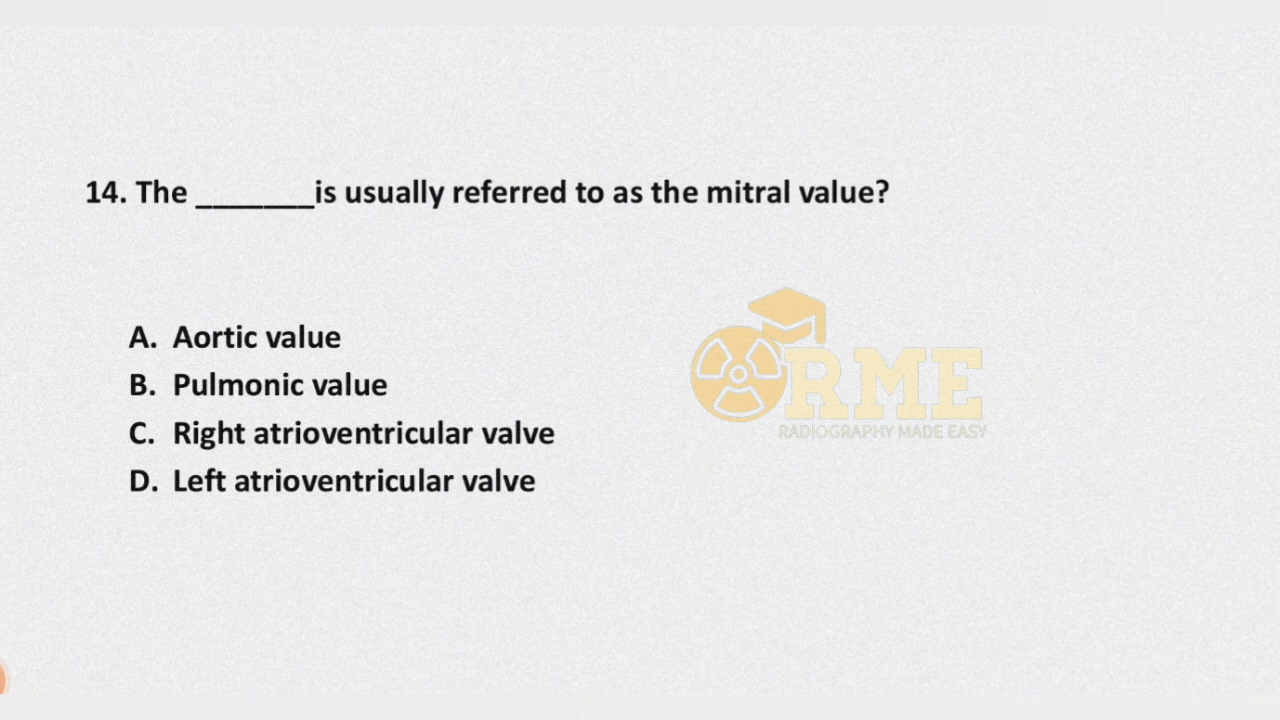 14. The _______is usually referred to as the mitral value?
A. Aortic value
B. Pulmonic value
C. Right atrioventricular valve
D. Left atrioventricular valve
RME
RADIOGRAPHY MADE EASY